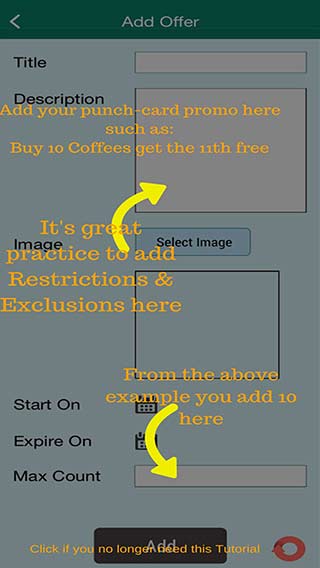 Add Offer
Title
Description
Add your punch-card promo here
such as:
Buy 10 Coffees get the 11th free
It's great
practice to add
Restrictions &
Exclusions here
Image
Select Image
From the above
example you add 10
here
Start On
Expire On
Max Count
Add
Click if you no longer need this Tutorial